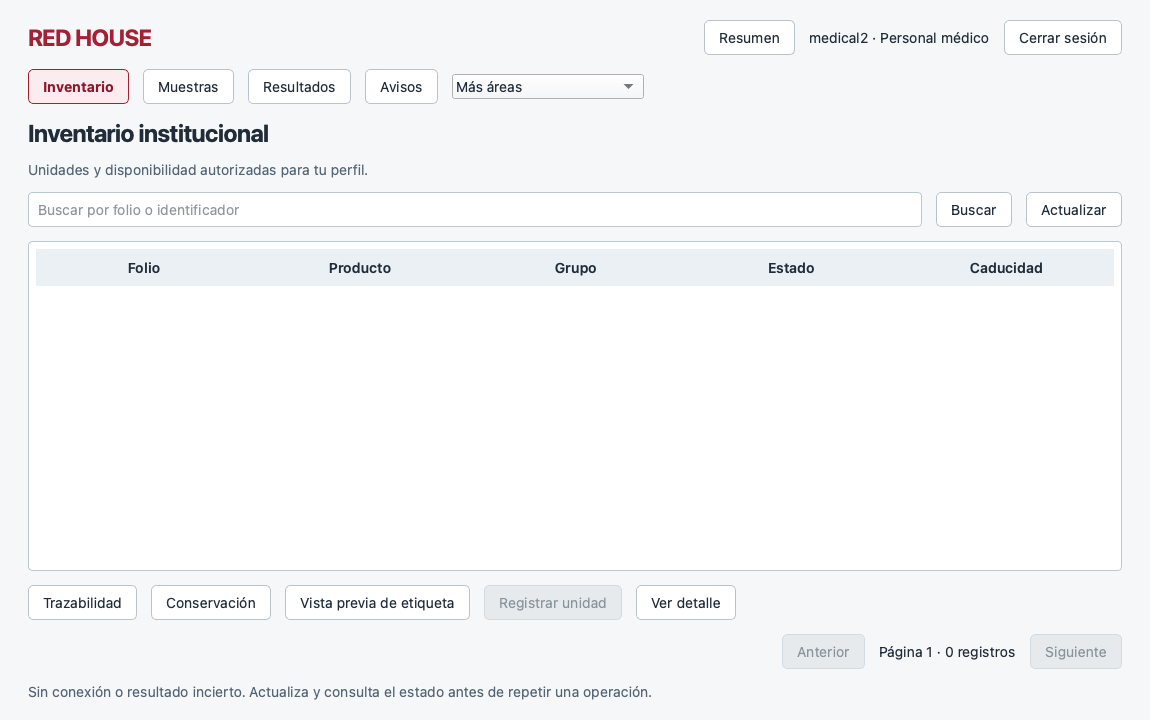 RED HOUSE
Resumen
medical2 · Personal médico
Cerrar sesión
Inventario
Muestras
Resultados
Avisos
Más áreas
Inventario institucional
Unidades y disponibilidad autorizadas para tu perfil.
Buscar por folio o identificador
Buscar
Actualizar
Folio
Producto
Grupo
Estado
Caducidad
Trazabilidad
Conservación
Vista previa de etiqueta
Registrar unidad
Ver detalle
Anterior
Página 1 · 0 registros
Siguiente
Sin conexión o resultado incierto. Actualiza y consulta el estado antes de repetir una operación.